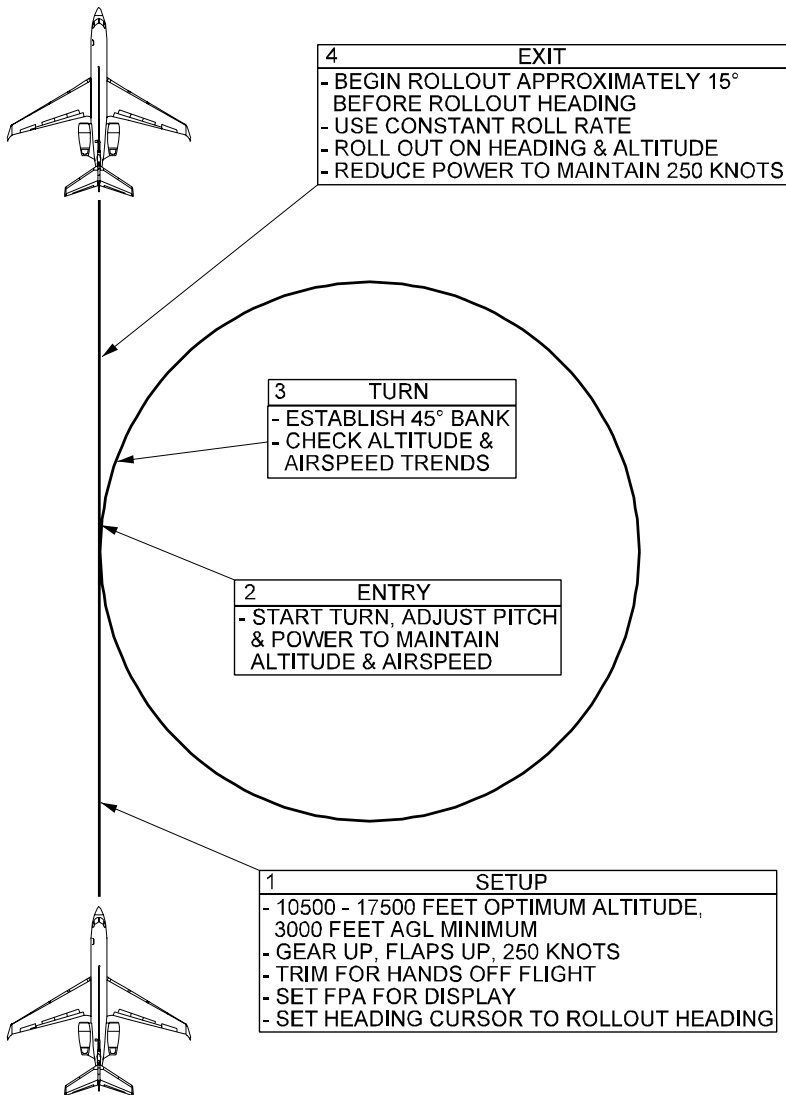 4 EXIT
- BEGIN ROLLOUT APPROXIMATELY 15°
BEFORE ROLLOUT HEADING
- USE CONSTANT ROLL RATE
- ROLL OUT ON HEADING & ALTITUDE
- REDUCE POWER TO MAINTAIN 250 KNOTS
3 TURN
- ESTABLISH 45° BANK
- CHECK ALTITUDE &
AIRSPEED TRENDS
2 ENTRY
- START TURN, ADJUST PITCH
& POWER TO MAINTAIN
ALTITUDE & AIRSPEED
1 SETUP
- 10500 - 17500 FEET OPTIMUM ALTITUDE,
3000 FEET AGL MINIMUM
- GEAR UP, FLAPS UP, 250 KNOTS
- TRIM FOR HANDS OFF FLIGHT
- SET FPA FOR DISPLAY
- SET HEADING CURSOR TO ROLLOUT HEADING